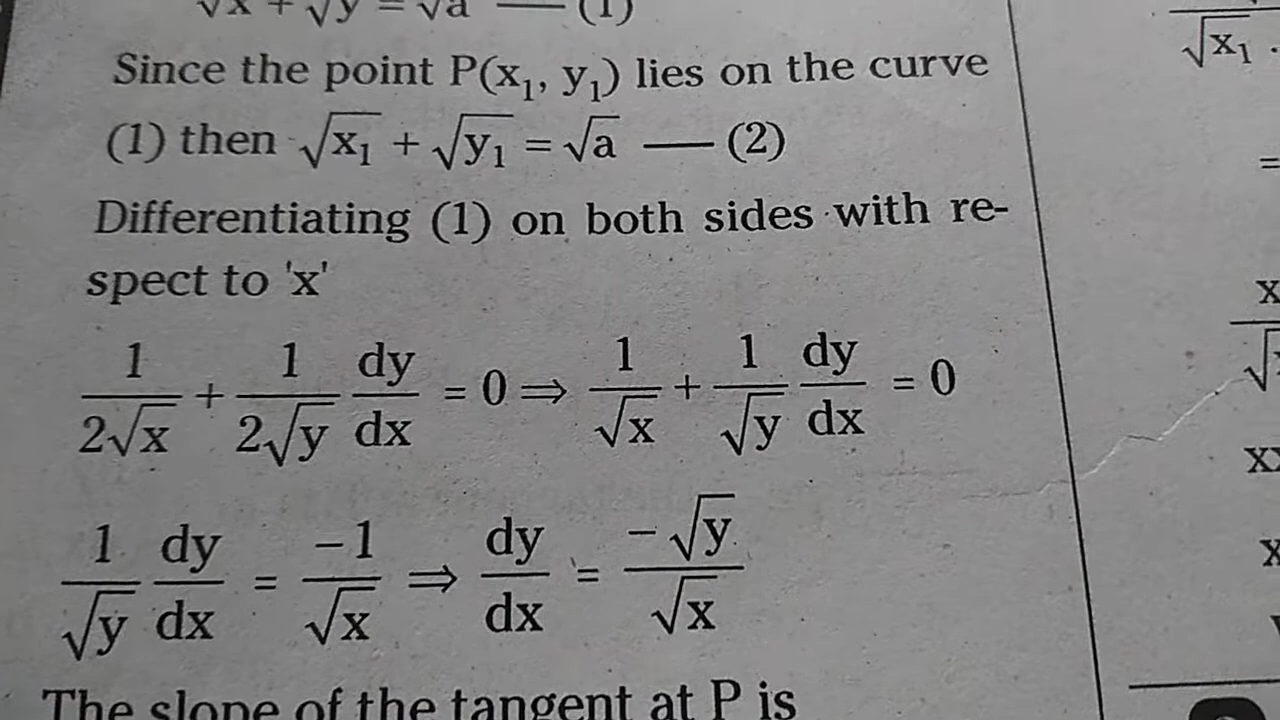 √x + √y = √a — (1)
Since the point P(x₁, y₁) lies on the curve
(1) then √x₁ + √y₁ = √a — (2)
Differentiating (1) on both sides with re-
spect to 'x'
1/(2√x) + 1/(2√y) dy/dx = 0 ⇒ 1/√x + 1/√y dy/dx = 0
1/√y dy/dx = -1/√x ⇒ dy/dx = -√y/√x
The slope of the tangent at P is
√x₁
=
x
x